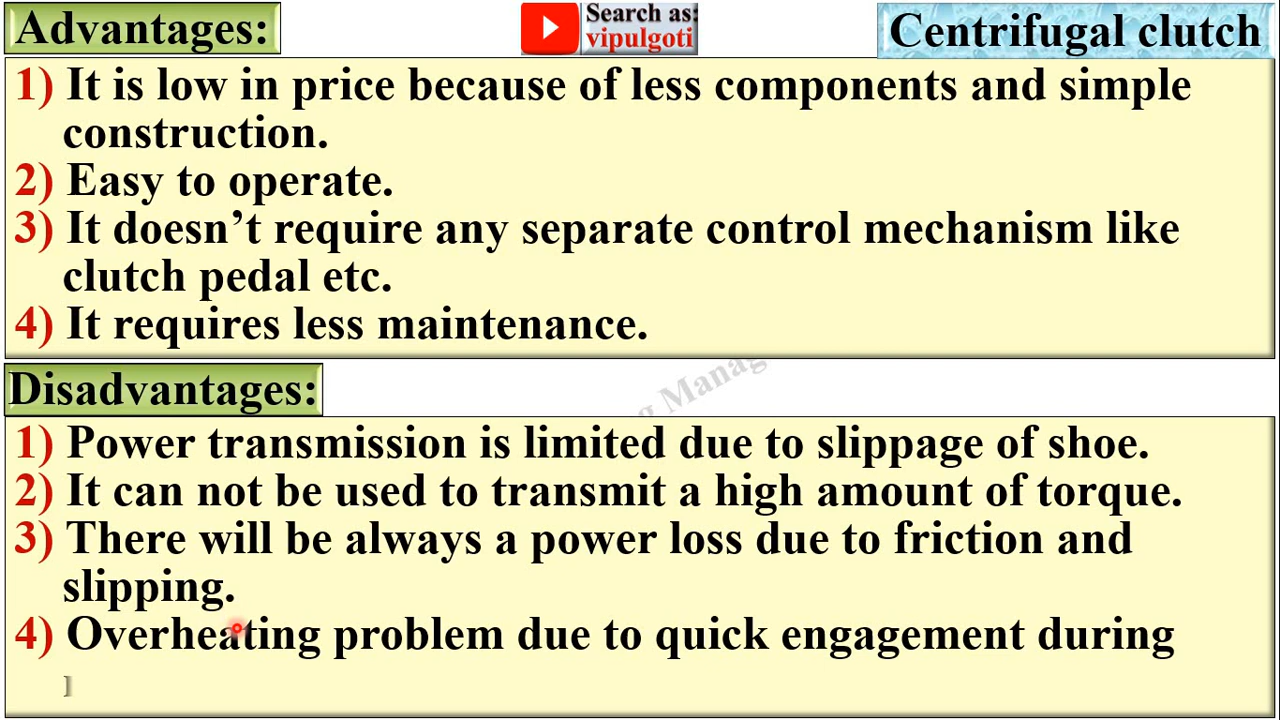 Advantages:
Search as:
vipulgoti
Centrifugal clutch
1) It is low in price because of less components and simple
construction.
2) Easy to operate.
3) It doesn't require any separate control mechanism like
clutch pedal etc.
4) It requires less maintenance.
Manag
Disadvantages:
1) Power transmission is limited due to slippage of shoe.
2) It can not be used to transmit a high amount of torque.
3) There will be always a power loss due to friction and
slipping.
4) Overheating problem due to quick engagement during